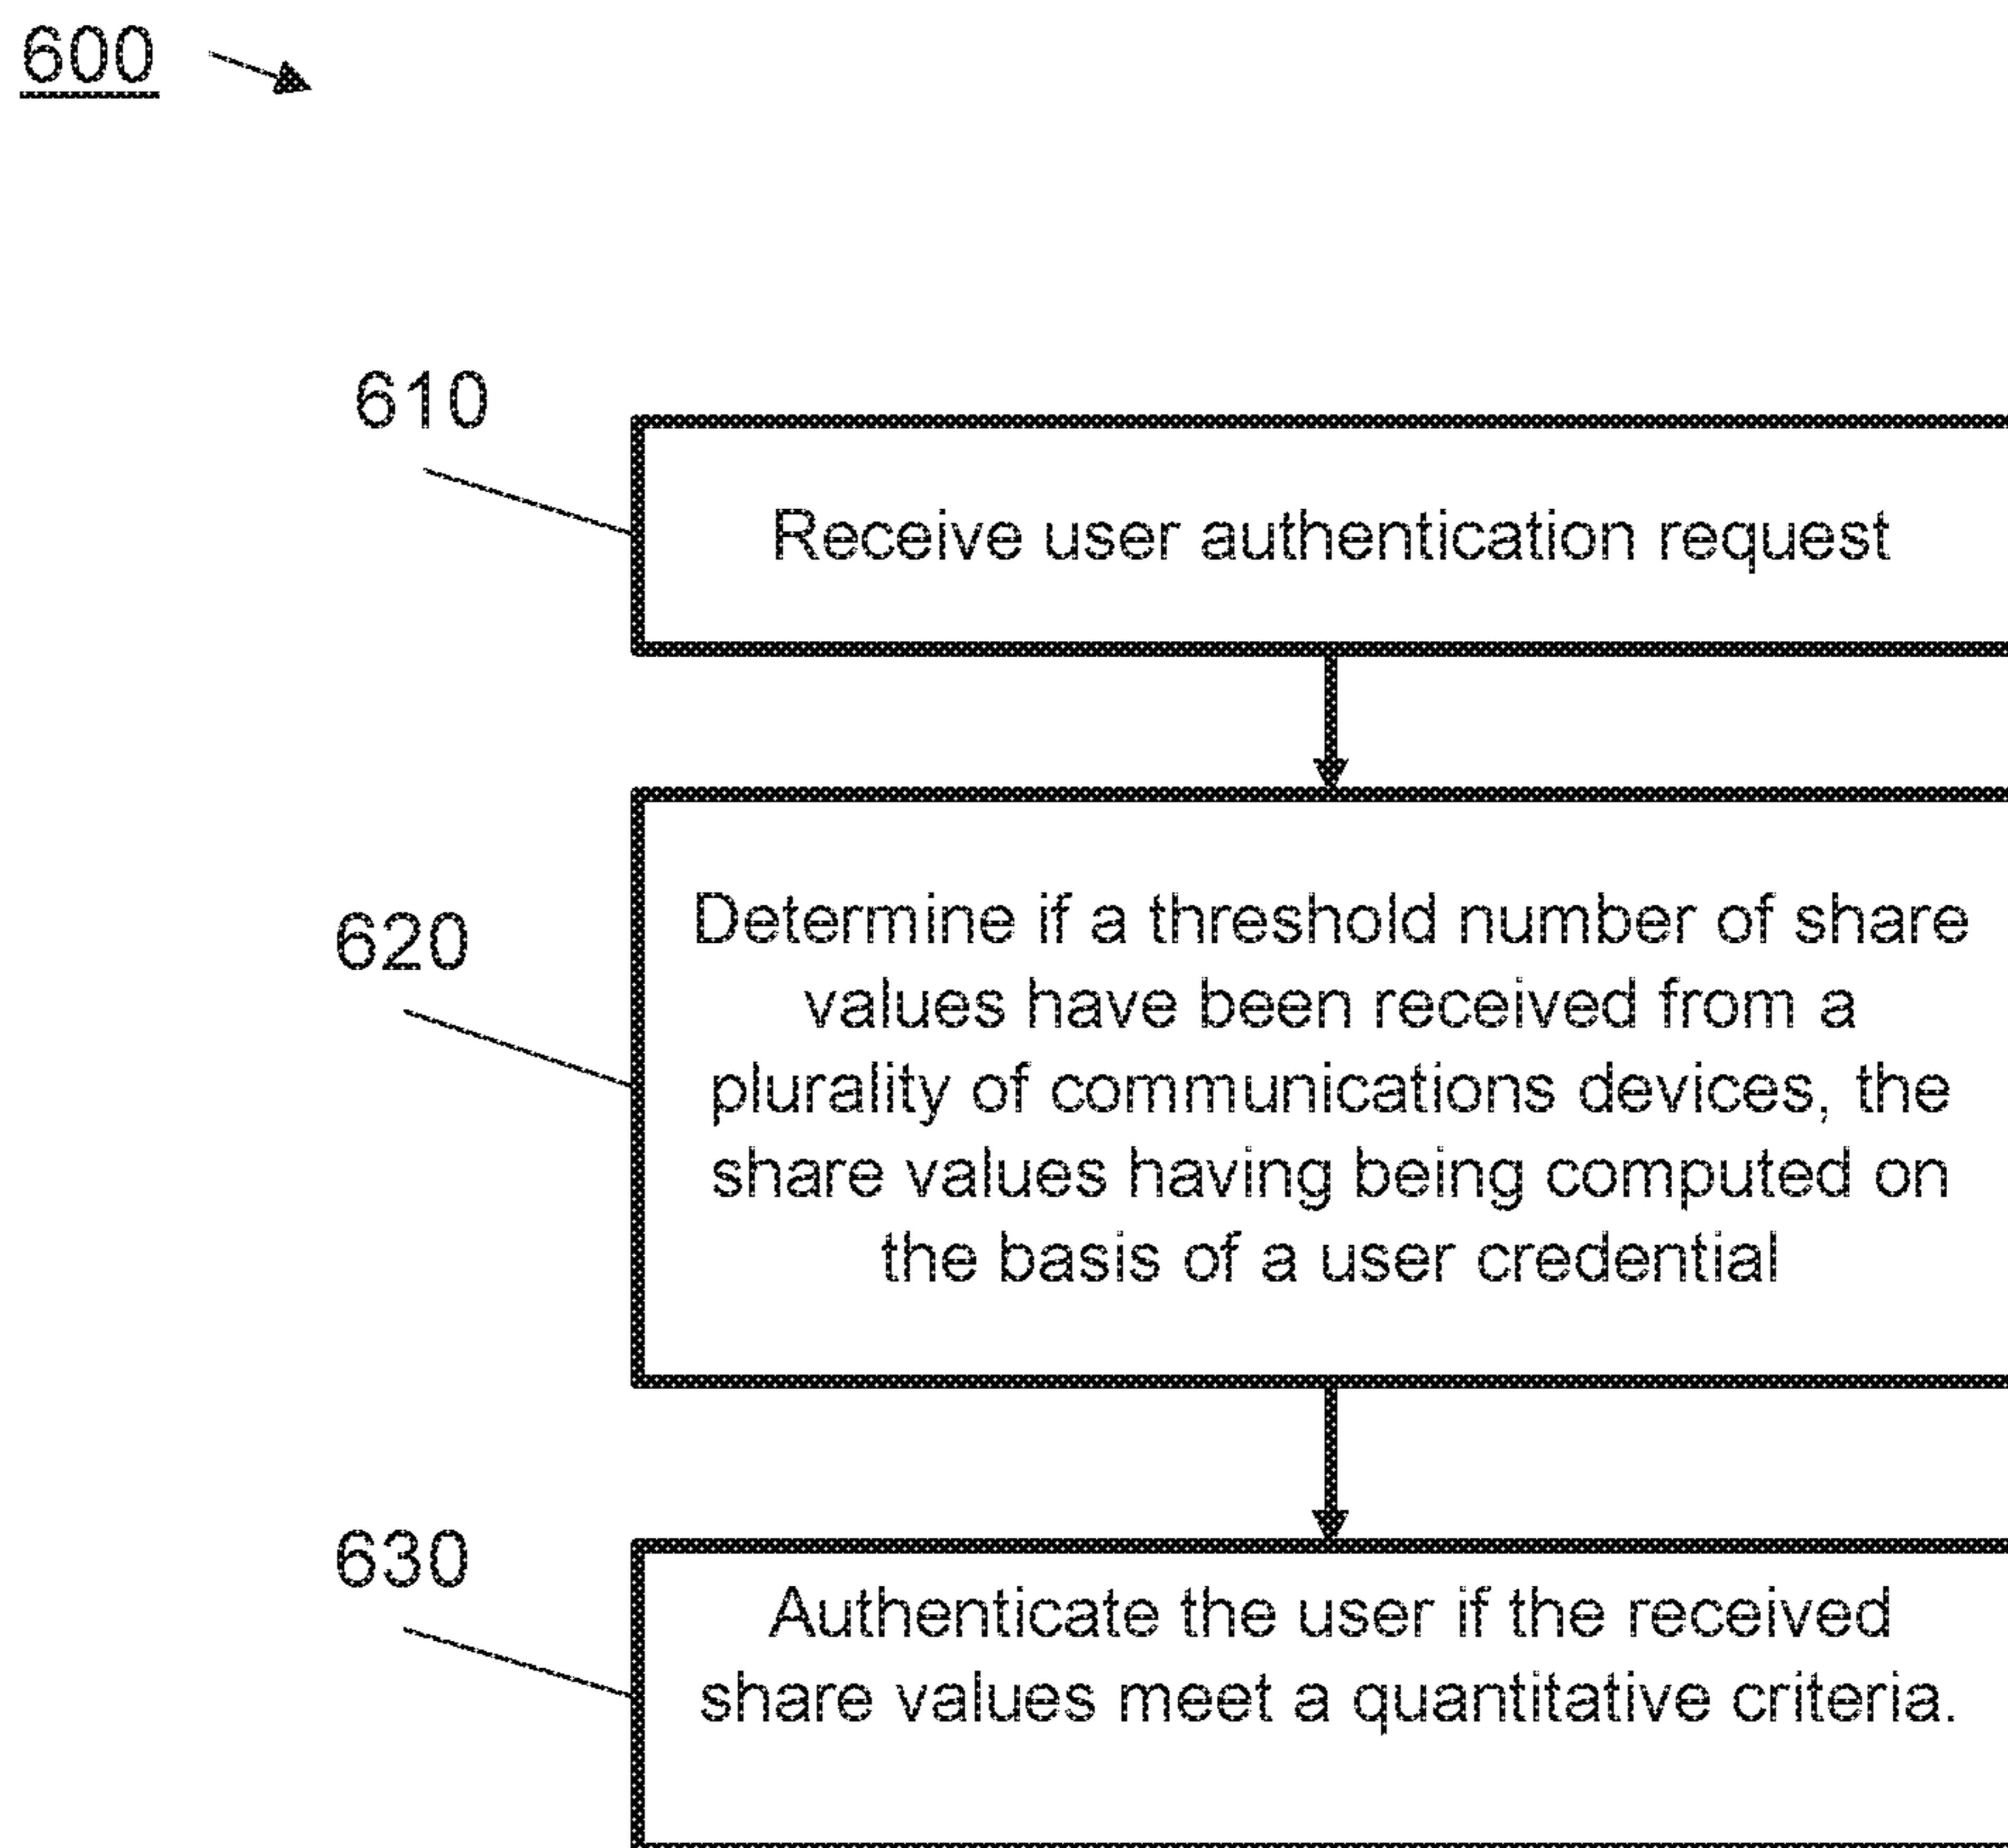 600
610
Receive user authentication request
620
Determine if a threshold number of share
values have been received from a
plurality of communications devices, the
share values having being computed on
the basis of a user credential
630
Authenticate the user if the received
share values meet a quantitative criteria.